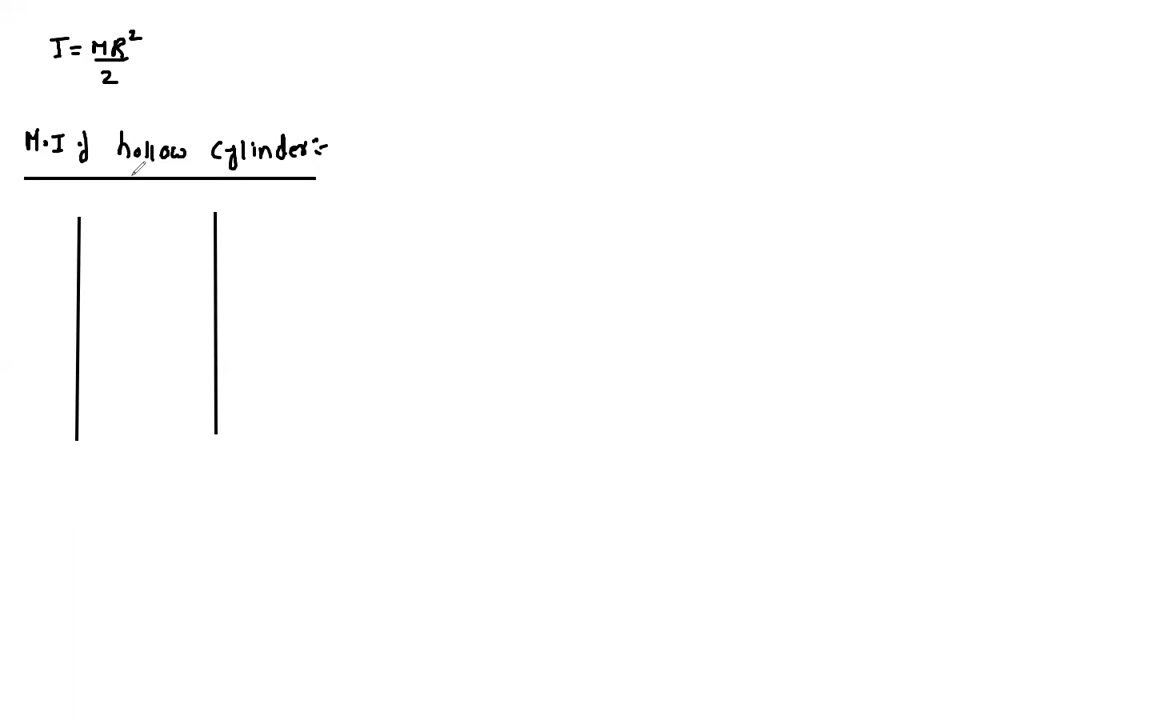 I = MR²/2
M.I of hollow cylinder:-